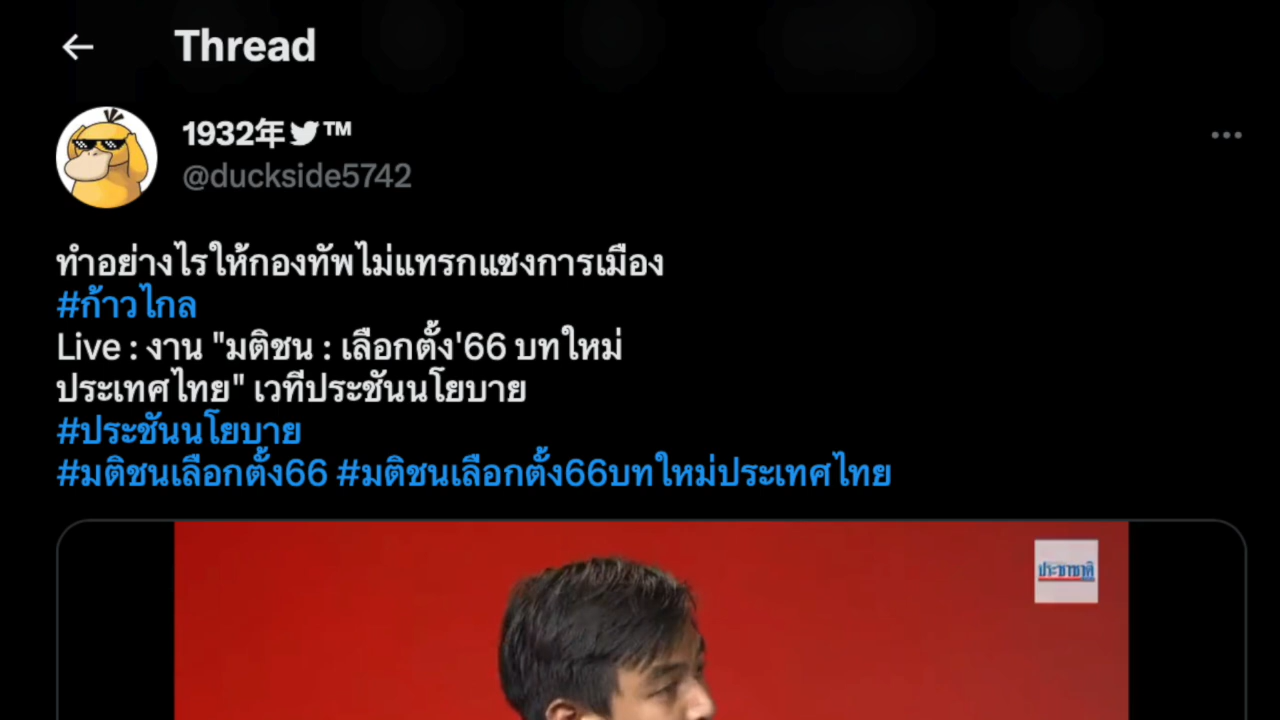 Thread
1932年™
@duckside5742
ทำอย่างไรให้กองทัพไม่แทรกแซงการเมือง
#ก้าวไกล
Live : งาน "มติชน : เลือกตั้ง'66 บทใหม่
ประเทศไทย" เวทีประชันนโยบาย
#ประชันนโยบาย
#มติชนเลือกตั้ง66 #มติชนเลือกตั้ง66บทใหม่ประเทศไทย
ประชาชาติ